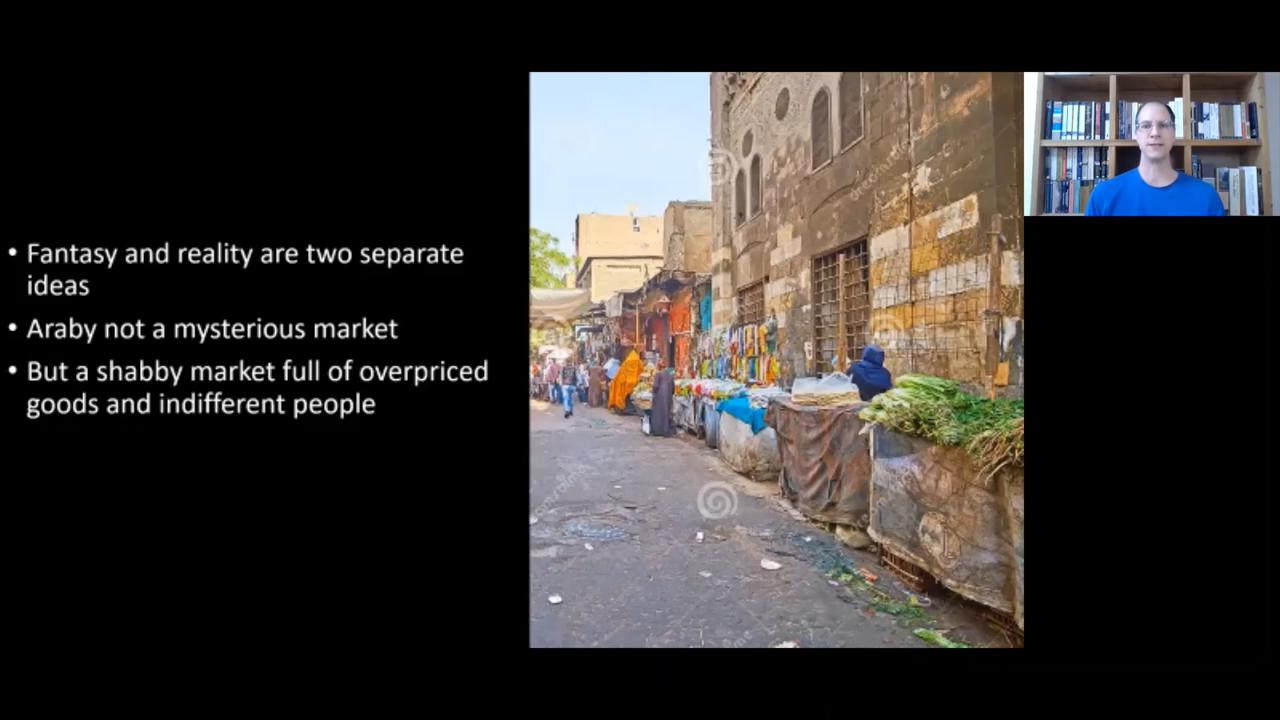 • Fantasy and reality are two separate
ideas
• Araby not a mysterious market
• But a shabby market full of overpriced
goods and indifferent people